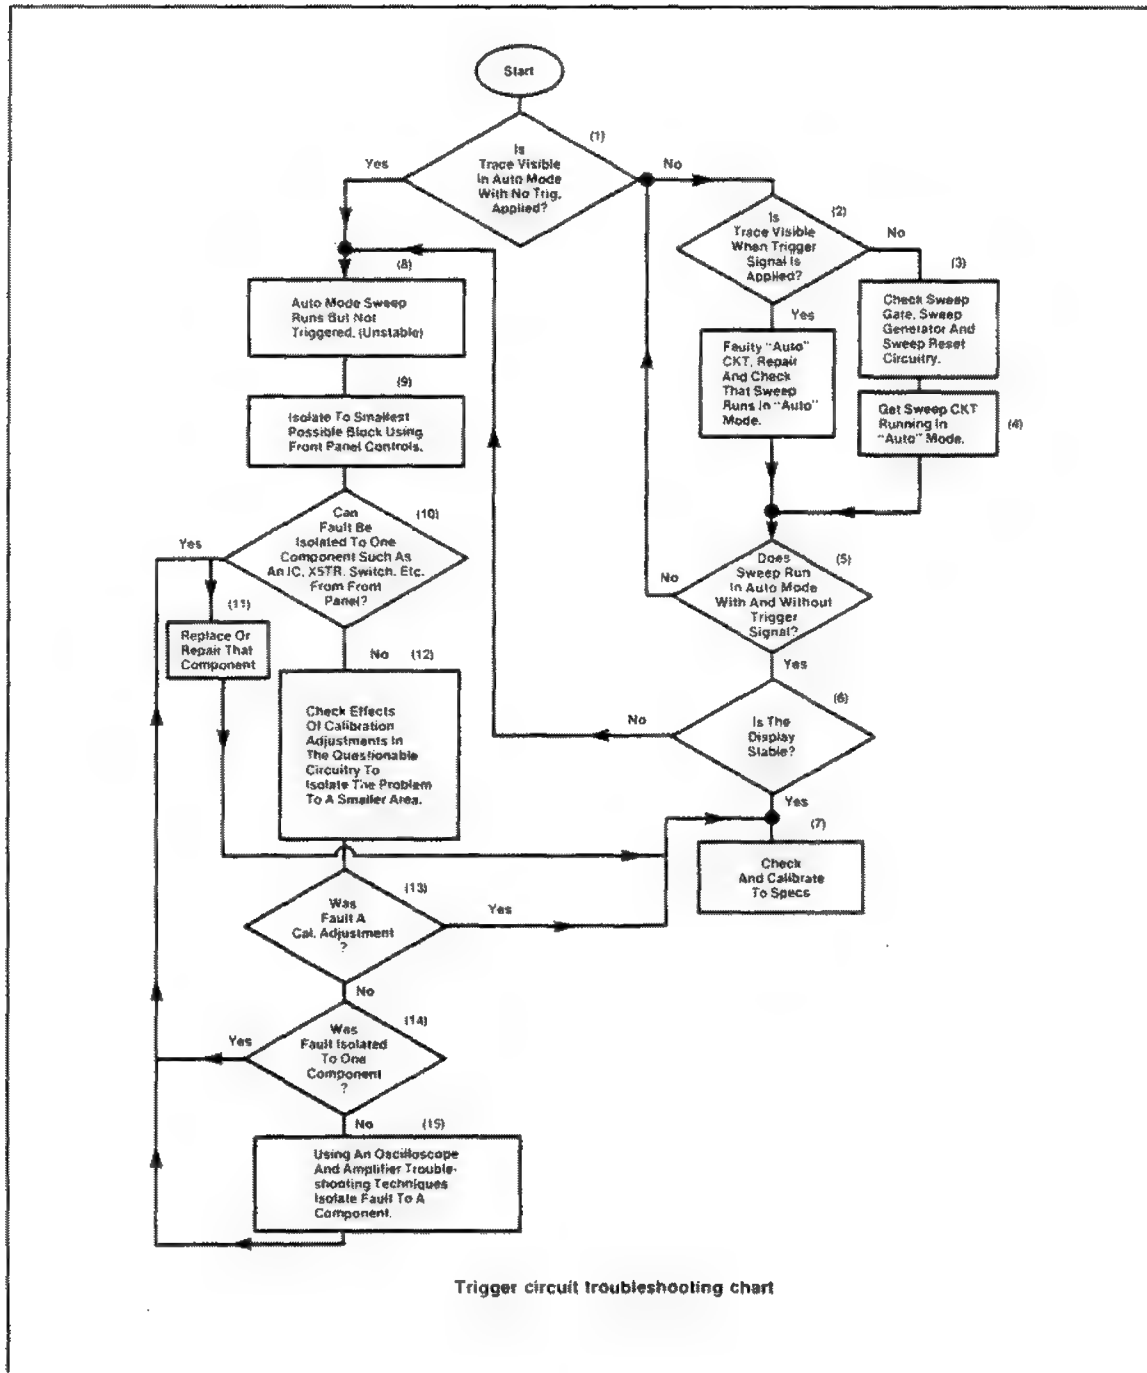 Start
(1)
Is
Trace Visible
In Auto Mode
With No Trig.
Applied?
Yes
No
(2)
Is
Trace Visible
When Trigger
Signal Is
Applied?
No
Yes
(3)
Check Sweep
Gate, Sweep
Generator And
Sweep Reset
Circuitry.
Faulty "Auto"
CKT, Repair
And Check
That Sweep
Runs In "Auto"
Mode.
Get Sweep CKT
Running In
"Auto" Mode.
(4)
(5)
Does
Sweep Run
In Auto Mode
With And Without
Trigger
Signal?
No
Yes
(6)
Is The
Display
Stable?
No
Yes
(7)
Check
And Calibrate
To Specs
(8)
Auto Mode Sweep
Runs But Not
Triggered. (Unstable)
(9)
Isolate To Smallest
Possible Block Using
Front Panel Controls.
(10)
Can
Fault Be
Isolated To One
Component Such As
An IC, XSTR, Switch, Etc.
From Front
Panel?
Yes
(11)
Replace Or
Repair That
Component
No
(12)
Check Effects
Of Calibration
Adjustments In
The Questionable
Circuitry To
Isolate The Problem
To A Smaller Area.
(13)
Was
Fault A
Cal. Adjustment
?
Yes
No
(14)
Was
Fault Isolated
To One
Component
?
Yes
No
(15)
Using An Oscilloscope
And Amplifier Trouble-
shooting Techniques
Isolate Fault To A
Component.
Trigger circuit troubleshooting chart